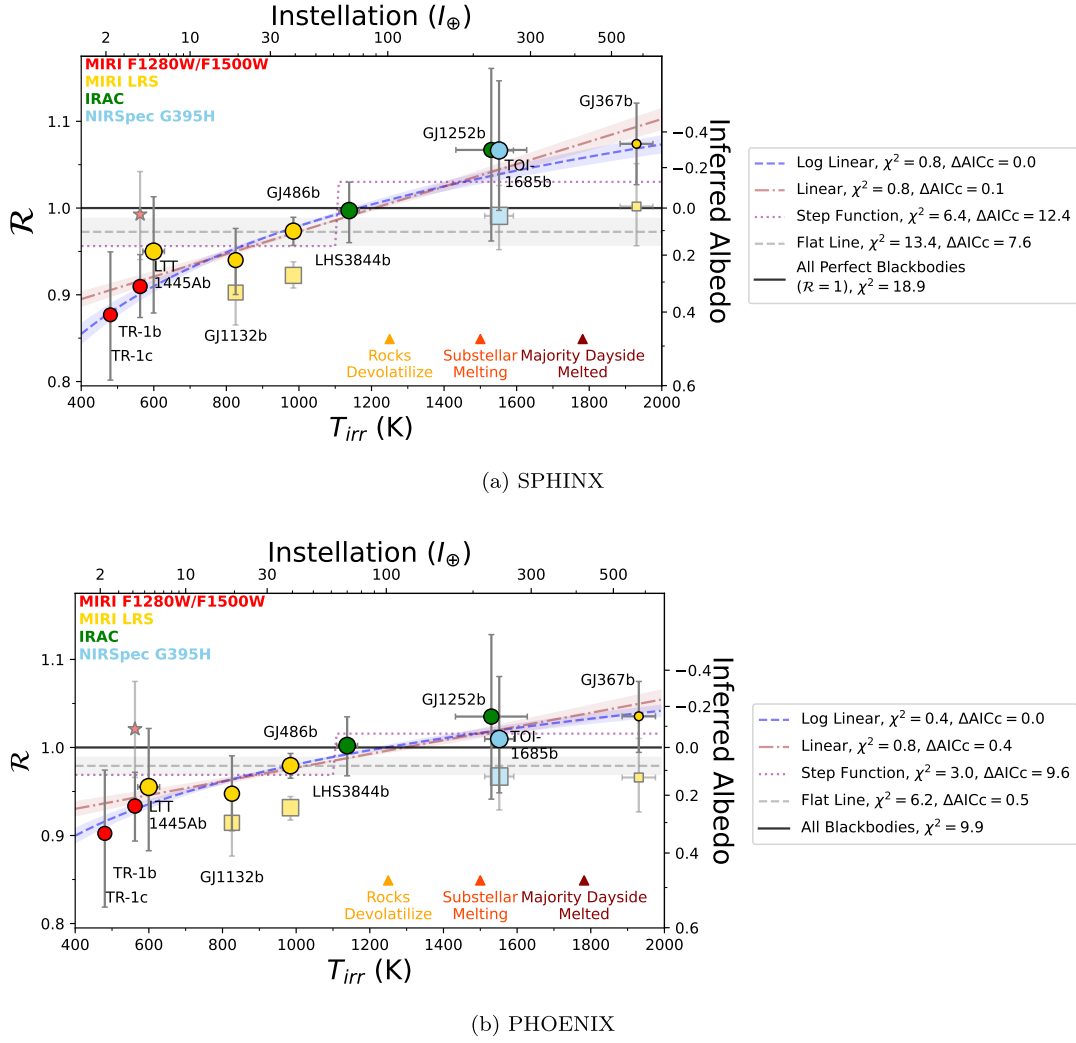 Instellation (I⊕)
2 10 30 100 300 600
MIRI F1280W/F1500W
MIRI LRS
IRAC
NIRSpec G395H
GJ367b
GJ1252b
TOI-
1685b
GJ486b
LHS3844b
LTT
1445Ab
GJ1132b
TR-1b
TR-1c
Rocks
Devolatilize
Substellar
Melting
Majority Dayside
Melted
1.1
1.0
0.9
0.8
ℛ
−0.4
−0.2
0.0
0.2
0.4
0.6
Inferred Albedo
400 600 800 1000 1200 1400 1600 1800 2000
T_irr (K)
Log Linear, χ² = 0.8, ΔAICc = 0.0
Linear, χ² = 0.8, ΔAICc = 0.1
Step Function, χ² = 6.4, ΔAICc = 12.4
Flat Line, χ² = 13.4, ΔAICc = 7.6
All Perfect Blackbodies
(ℛ = 1), χ² = 18.9
(a) SPHINX
Instellation (I⊕)
2 10 30 100 300 600
MIRI F1280W/F1500W
MIRI LRS
IRAC
NIRSpec G395H
GJ367b
GJ1252b
TOI-
1685b
GJ486b
LHS3844b
LTT
1445Ab
GJ1132b
TR-1b
TR-1c
Rocks
Devolatilize
Substellar
Melting
Majority Dayside
Melted
1.1
1.0
0.9
0.8
ℛ
−0.4
−0.2
0.0
0.2
0.4
0.6
Inferred Albedo
400 600 800 1000 1200 1400 1600 1800 2000
T_irr (K)
Log Linear, χ² = 0.4, ΔAICc = 0.0
Linear, χ² = 0.8, ΔAICc = 0.4
Step Function, χ² = 3.0, ΔAICc = 9.6
Flat Line, χ² = 6.2, ΔAICc = 0.5
All Blackbodies, χ² = 9.9
(b) PHOENIX